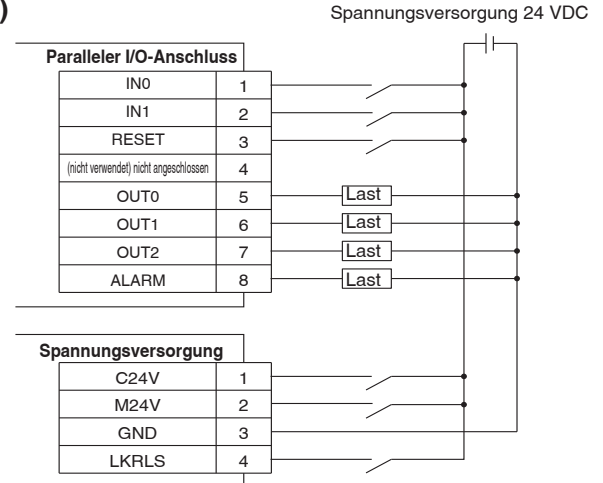 )
Spannungsversorgung 24 VDC
Paralleler I/O-Anschluss
IN0 1
IN1 2
RESET 3
(nicht verwendet) nicht angeschlossen 4
OUT0 5 Last
OUT1 6 Last
OUT2 7 Last
ALARM 8 Last
Spannungsversorgung
C24V 1
M24V 2
GND 3
LKRLS 4